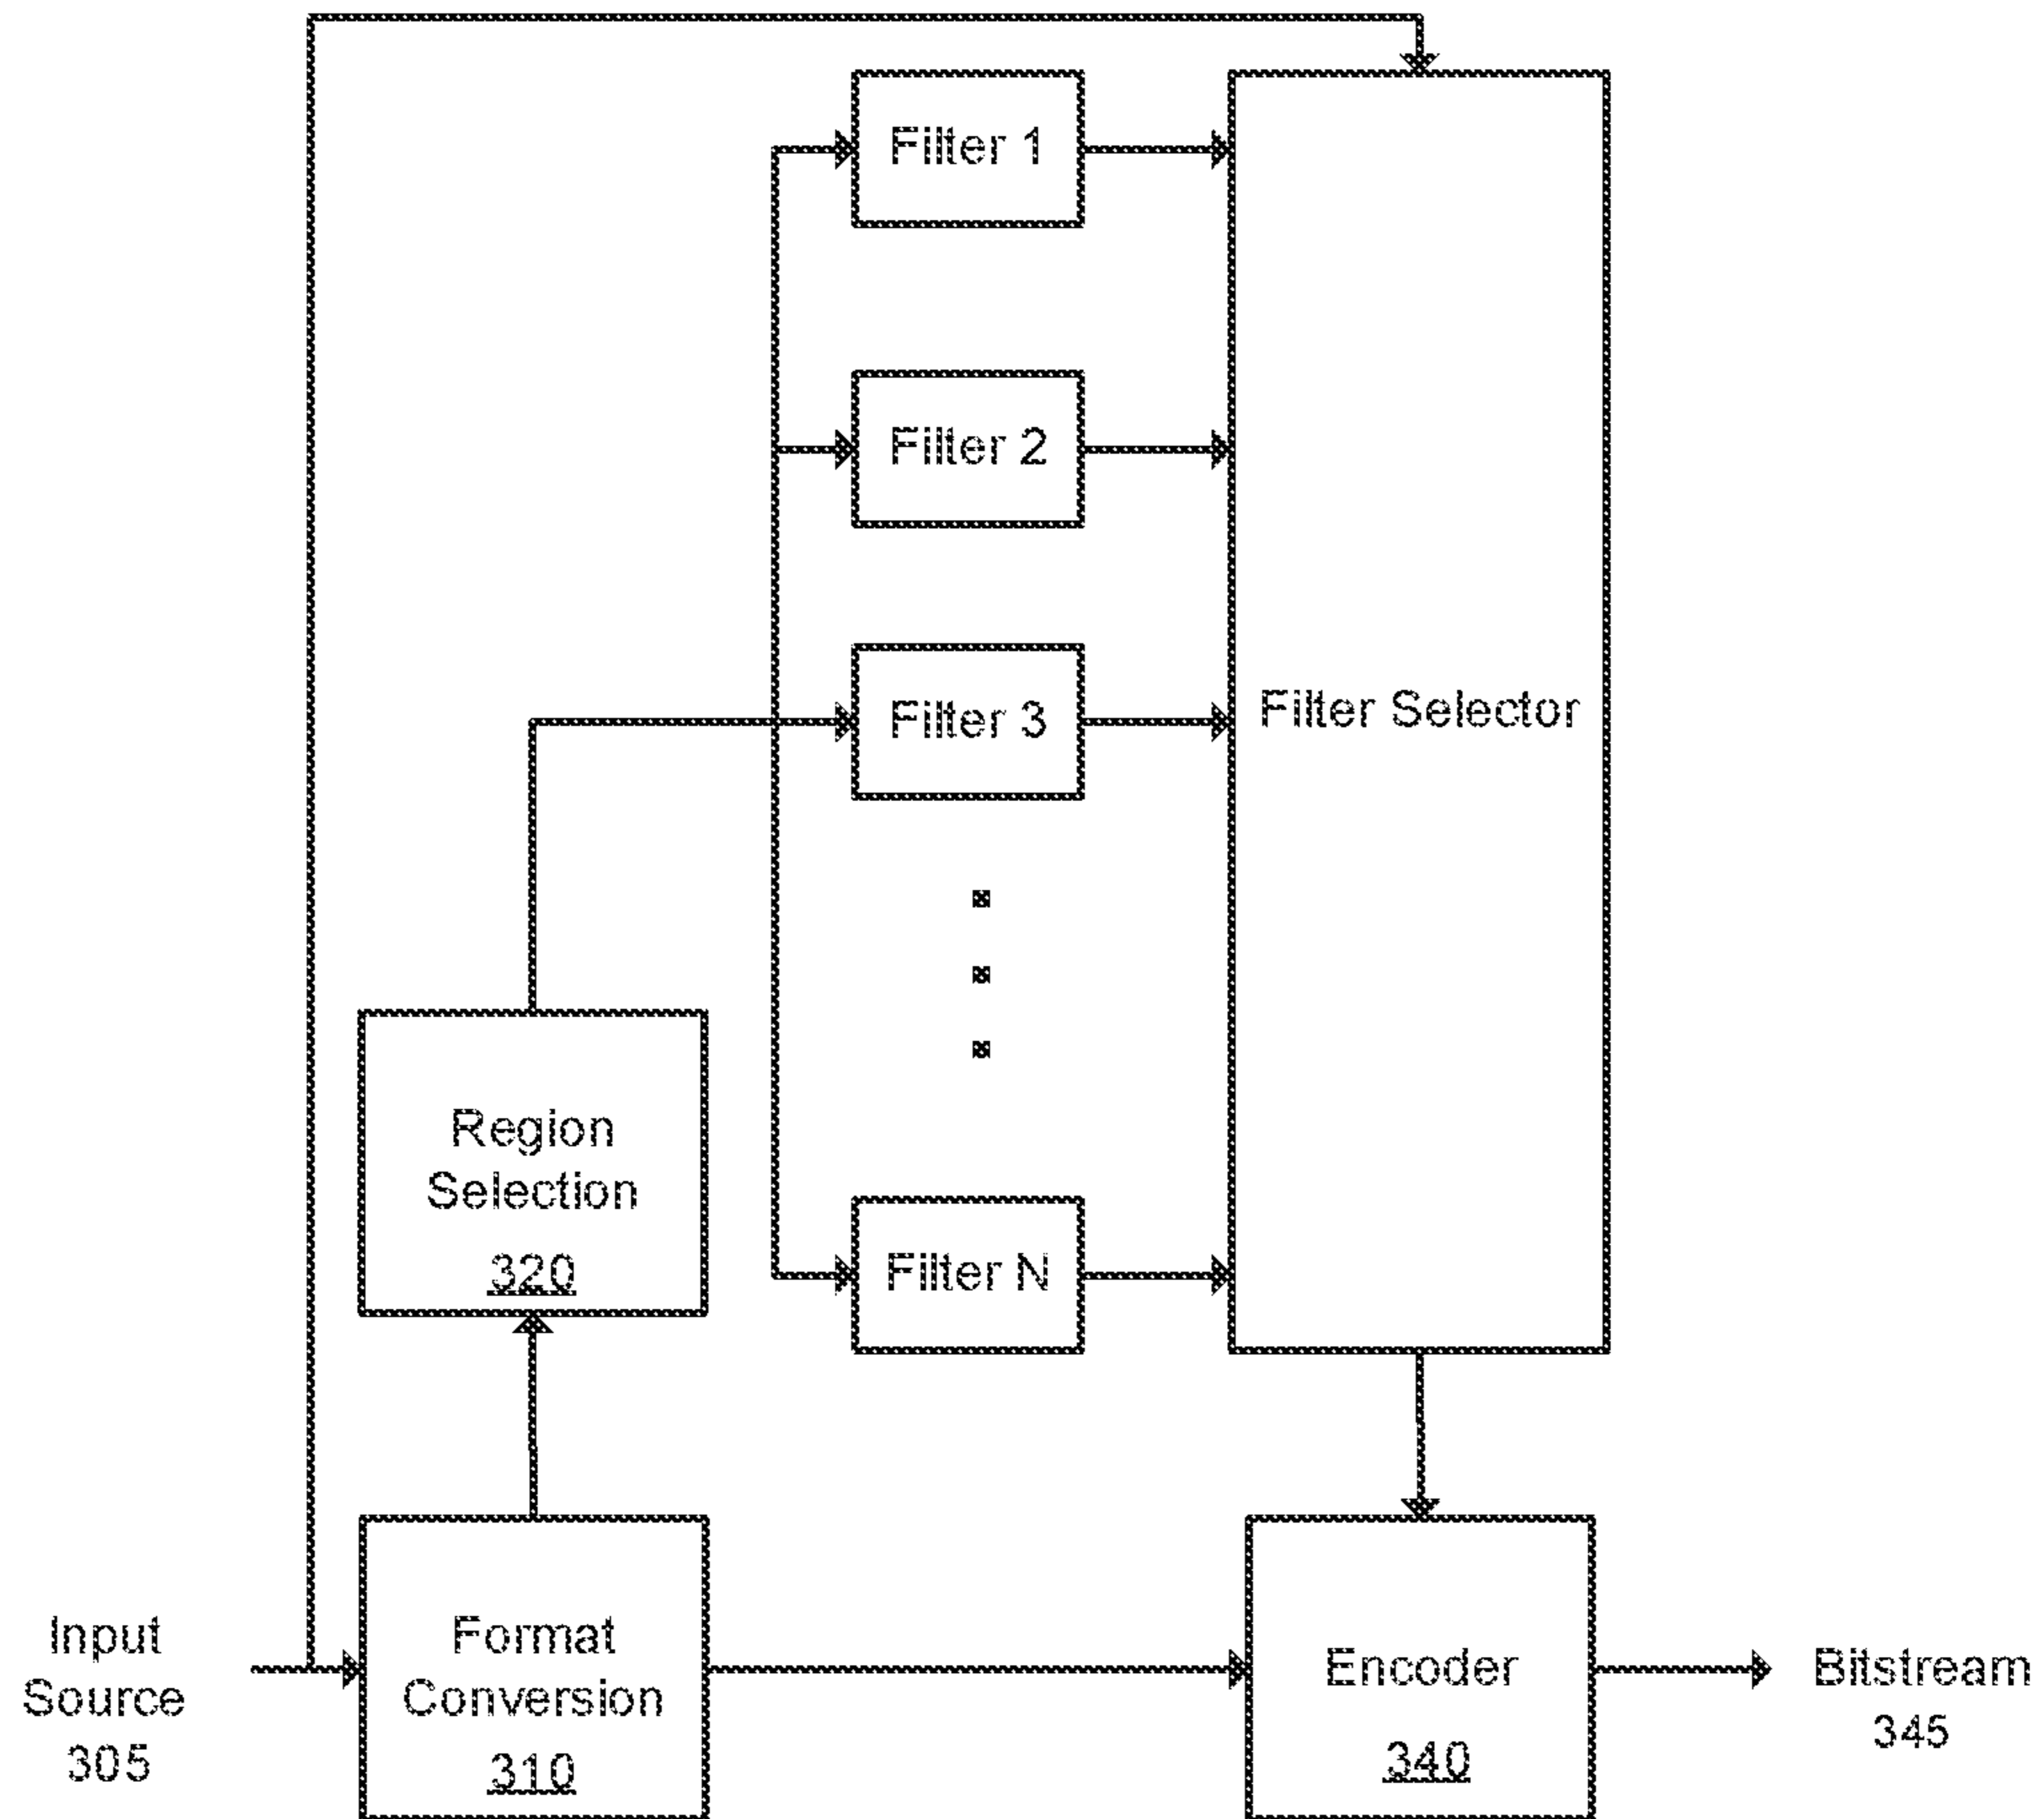 Filter 1
Filter 2
Filter 3
Filter Selector
Region
Selection
320
Filter N
Input
Source
305
Format
Conversion
310
Encoder
340
Bitstream
345